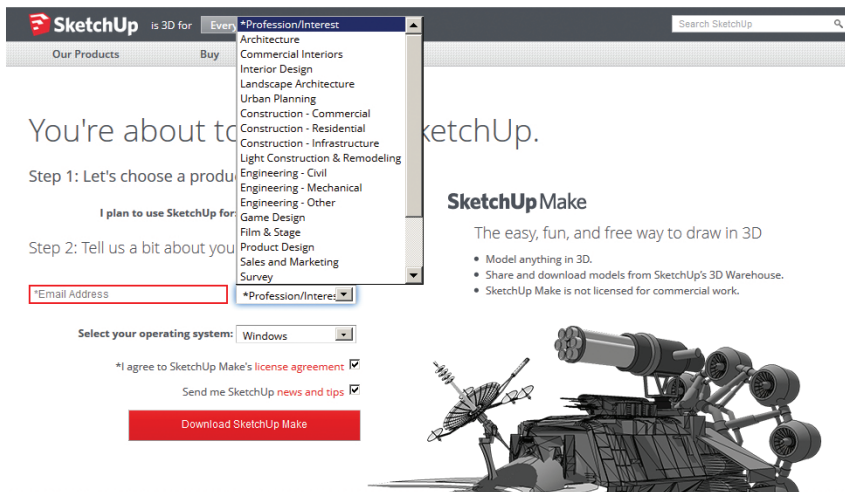 SketchUp is 3D for Every
Search SketchUp
Our Products Buy
*Profession/Interest
Architecture
Commercial Interiors
Interior Design
Landscape Architecture
Urban Planning
Construction - Commercial
Construction - Residential
Construction - Infrastructure
Light Construction & Remodeling
Engineering - Civil
Engineering - Mechanical
Engineering - Other
Game Design
Film & Stage
Product Design
Sales and Marketing
Survey
You're about to ketchUp.
Step 1: Let's choose a produ
I plan to use SketchUp for:
Step 2: Tell us a bit about you
*Email Address
*Profession/Interes
Select your operating system: Windows
*I agree to SketchUp Make's license agreement
Send me SketchUp news and tips
Download SketchUp Make
SketchUp Make
The easy, fun, and free way to draw in 3D
Model anything in 3D.
Share and download models from SketchUp's 3D Warehouse.
SketchUp Make is not licensed for commercial work.